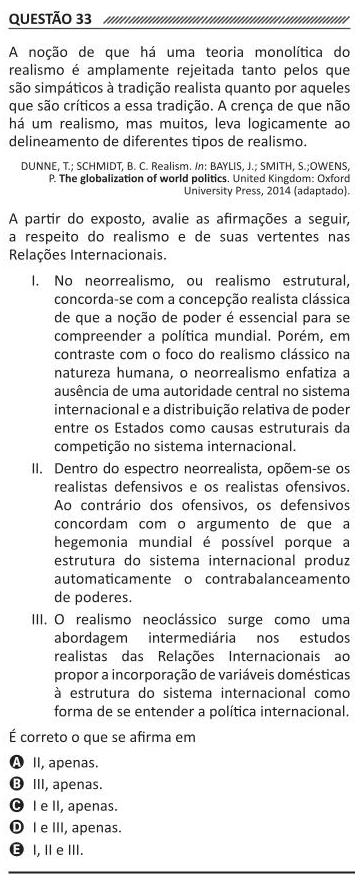 QUESTÃO 33
A noção de que há uma teoria monolítica do
realismo é amplamente rejeitada tanto pelos que
são simpáticos à tradição realista quanto por aqueles
que são críticos a essa tradição. A crença de que não
há um realismo, mas muitos, leva logicamente ao
delineamento de diferentes tipos de realismo.
DUNNE, T.; SCHMIDT, B. C. Realism. In: BAYLIS, J.; SMITH, S.;OWENS,
P. The globalization of world politics. United Kingdom: Oxford
University Press, 2014 (adaptado).
A partir do exposto, avalie as afirmações a seguir,
a respeito do realismo e de suas vertentes nas
Relações Internacionais.
I. No neorrealismo, ou realismo estrutural,
concorda-se com a concepção realista clássica
de que a noção de poder é essencial para se
compreender a política mundial. Porém, em
contraste com o foco do realismo clássico na
natureza humana, o neorrealismo enfatiza a
ausência de uma autoridade central no sistema
internacional e a distribuição relativa de poder
entre os Estados como causas estruturais da
competição no sistema internacional.
II. Dentro do espectro neorrealista, opõem-se os
realistas defensivos e os realistas ofensivos.
Ao contrário dos ofensivos, os defensivos
concordam com o argumento de que a
hegemonia mundial é possível porque a
estrutura do sistema internacional produz
automaticamente o contrabalanceamento
de poderes.
III. O realismo neoclássico surge como uma
abordagem intermediária nos estudos
realistas das Relações Internacionais ao
propor a incorporação de variáveis domésticas
à estrutura do sistema internacional como
forma de se entender a política internacional.
É correto o que se afirma em
A II, apenas.
B III, apenas.
C I e II, apenas.
D I e III, apenas.
E I, II e III.